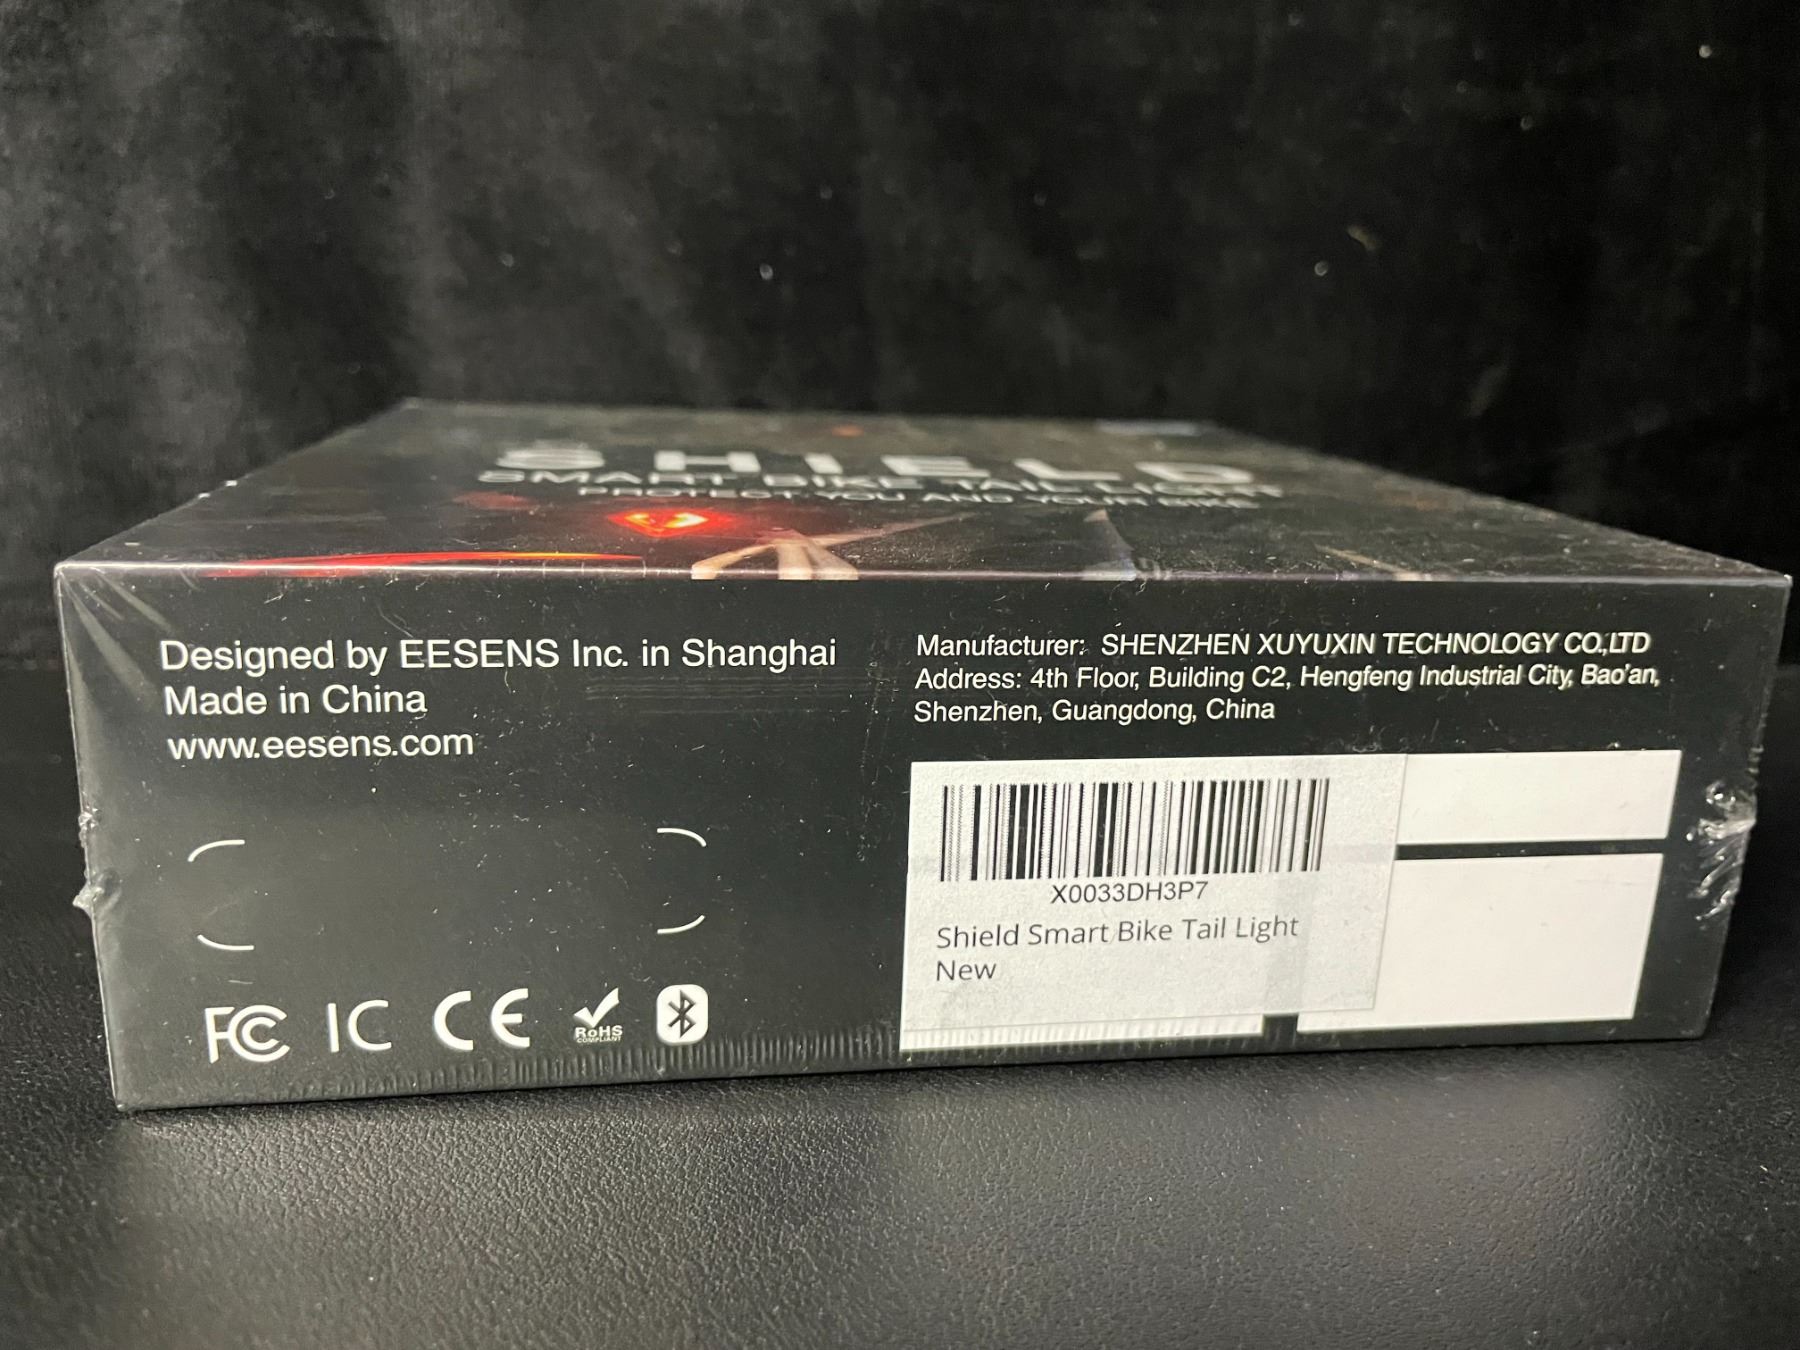 SHIELD
SMART BIKE TAIL LIGHT
PROTECT YOU AND YOUR BIKE
Designed by EESENS Inc. in Shanghai
Made in China
www.eesens.com
FC IC CE RoHS
COMPLIANT
Manufacturer: SHENZHEN XUYUXIN TECHNOLOGY CO.,LTD
Address: 4th Floor, Building C2, Hengfeng Industrial City, Bao'an,
Shenzhen, Guangdong, China
X0033DH3P7
Shield Smart Bike Tail Light
New